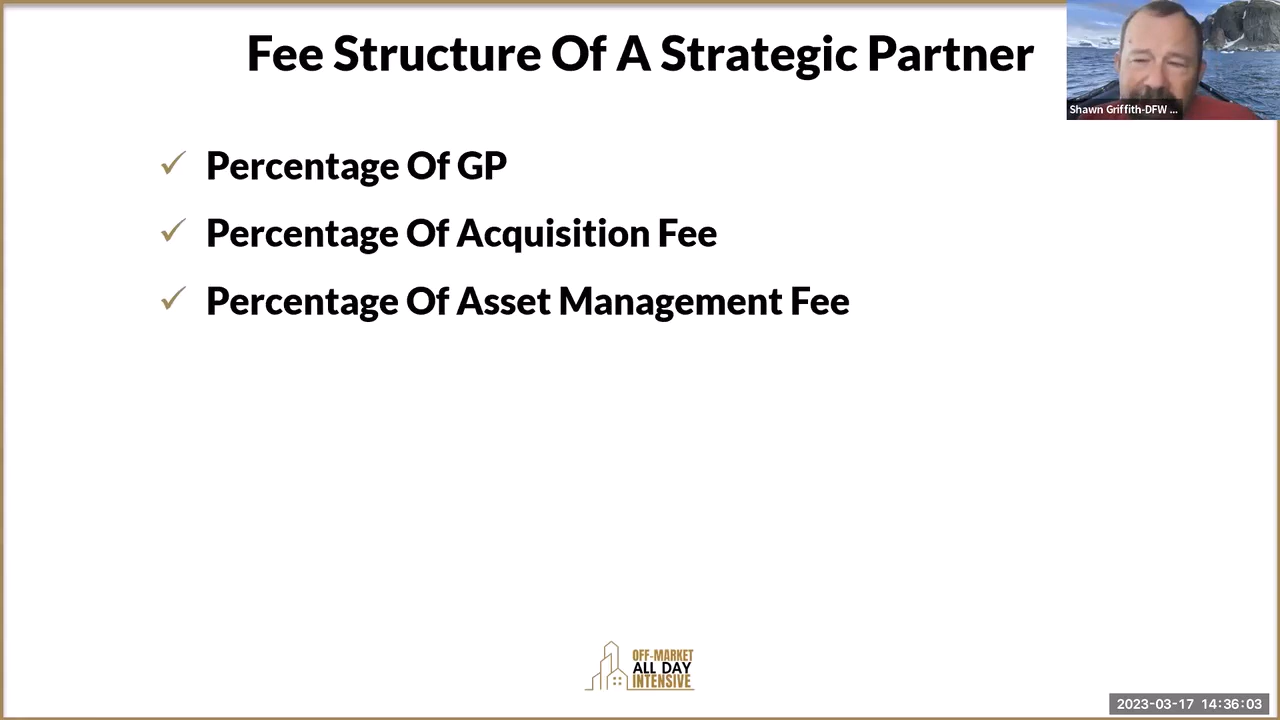 Fee Structure Of A Strategic Partner
Shawn Griffith-DFW ...
✓ Percentage Of GP
✓ Percentage Of Acquisition Fee
✓ Percentage Of Asset Management Fee
OFF-MARKET
ALL DAY
INTENSIVE
2023-03-17 14:36:03